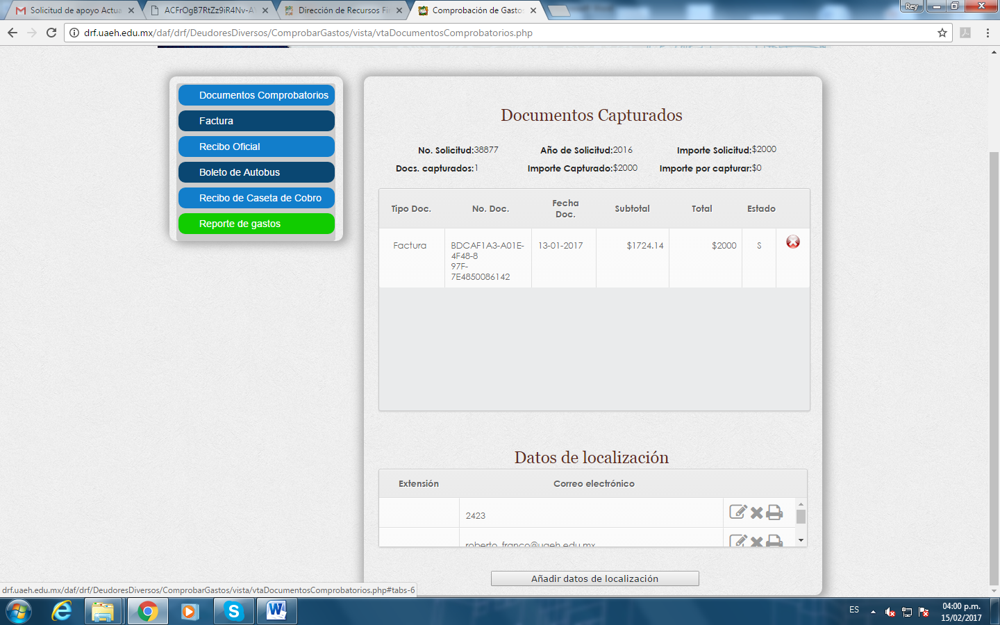 Solicitud de apoyo Actua
ACFrOgB7RtZz9iR4Nv-A
Dirección de Recursos Fi
Comprobación de Gastos
Rey
drf.uaeh.edu.mx/daf/drf/DeudoresDiversos/ComprobarGastos/vista/vtaDocumentosComprobatorios.php
Documentos Comprobatorios
Factura
Recibo Oficial
Boleto de Autobus
Recibo de Caseta de Cobro
Reporte de gastos
Documentos Capturados
No. Solicitud:38877 Año de Solicitud:2016 Importe Solicitud:$2000
Docs. capturados:1 Importe Capturado:$2000 Importe por capturar:$0
Tipo Doc. No. Doc. Fecha Doc. Subtotal Total Estado
Factura BDCAF1A3-A01E- 13-01-2017 $1724.14 $2000 S
4F48-8
97F-
7E4850086142
Datos de localización
Extensión Correo electrónico
2423
roberto_franco@uaeh.edu.mx
Añadir datos de localización
drf.uaeh.edu.mx/daf/drf/DeudoresDiversos/ComprobarGastos/vista/vtaDocumentosComprobatorios.php#tabs-6
ES
04:00 p.m.
15/02/2017